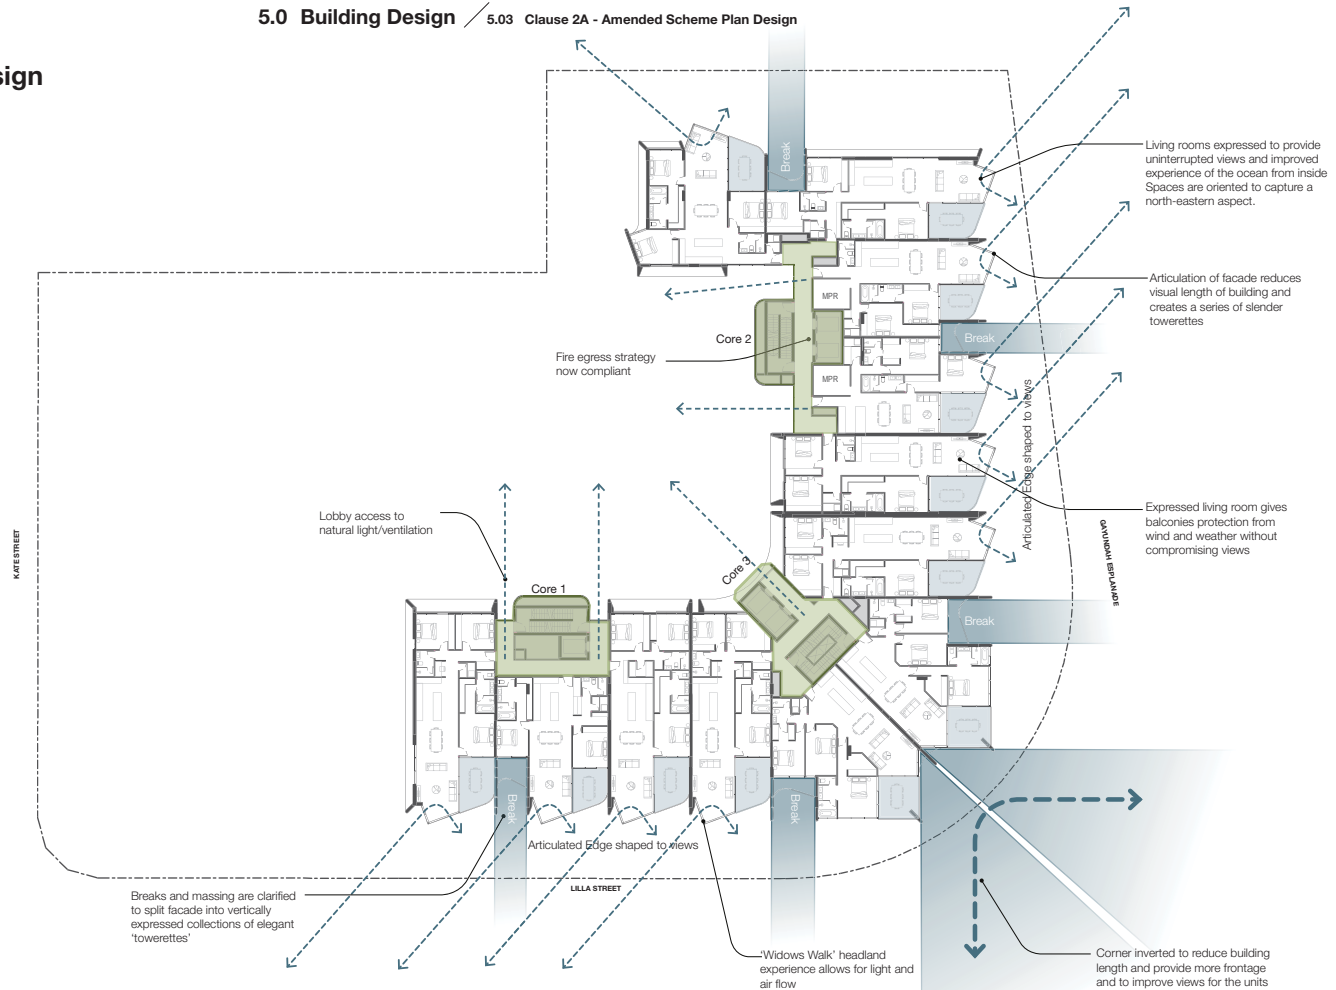 5.0 Building Design / 5.03 Clause 2A - Amended Scheme Plan Design
sign
Break
Living rooms expressed to provide
uninterrupted views and improved
experience of the ocean from inside
Spaces are oriented to capture a
north-eastern aspect.
Articulation of facade reduces
visual length of building and
creates a series of slender
towerettes
MPR
Core 2
Break
Fire egress strategy
now compliant
MPR
Articulated Edge shaped to views
Lobby access to
natural light/ventilation
Expressed living room gives
balconies protection from
wind and weather without
compromising views
KATE STREET
GAYUNDAH ESPLANADE
Core 3
Core 1
Break
Break
Break
Articulated Edge shaped to views
LILLA STREET
Breaks and massing are clarified
to split facade into vertically
expressed collections of elegant
‘towerettes’
‘Widows Walk’ headland
experience allows for light and
air flow
Corner inverted to reduce building
length and provide more frontage
and to improve views for the units